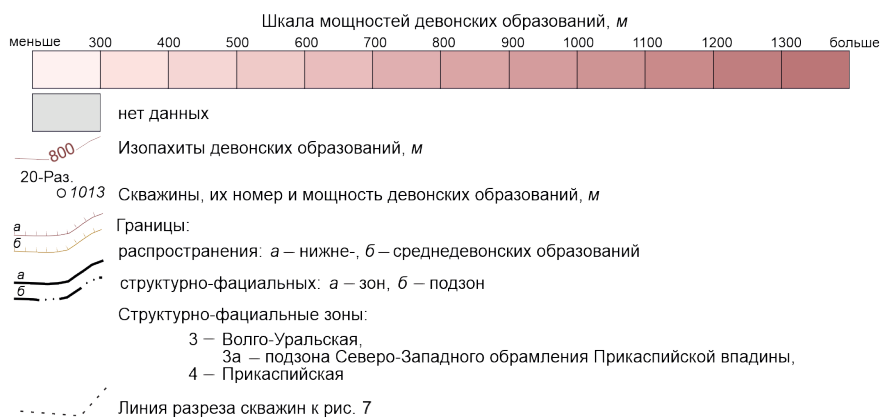 Шкала мощностей девонских образований, м
меньше 300 400 500 600 700 800 900 1000 1100 1200 1300 больше
нет данных
800 Изопахиты девонских образований, м
20-Раз.
1013 Скважины, их номер и мощность девонских образований, м
Границы:
а
б распространения: а – нижне-, б – среднедевонских образований
а структурно-фациальных: а – зон, б – подзон
б
Структурно-фациальные зоны:
3 – Волго-Уральская,
3а – подзона Северо-Западного обрамления Прикаспийской впадины,
4 – Прикаспийская
Линия разреза скважин к рис. 7